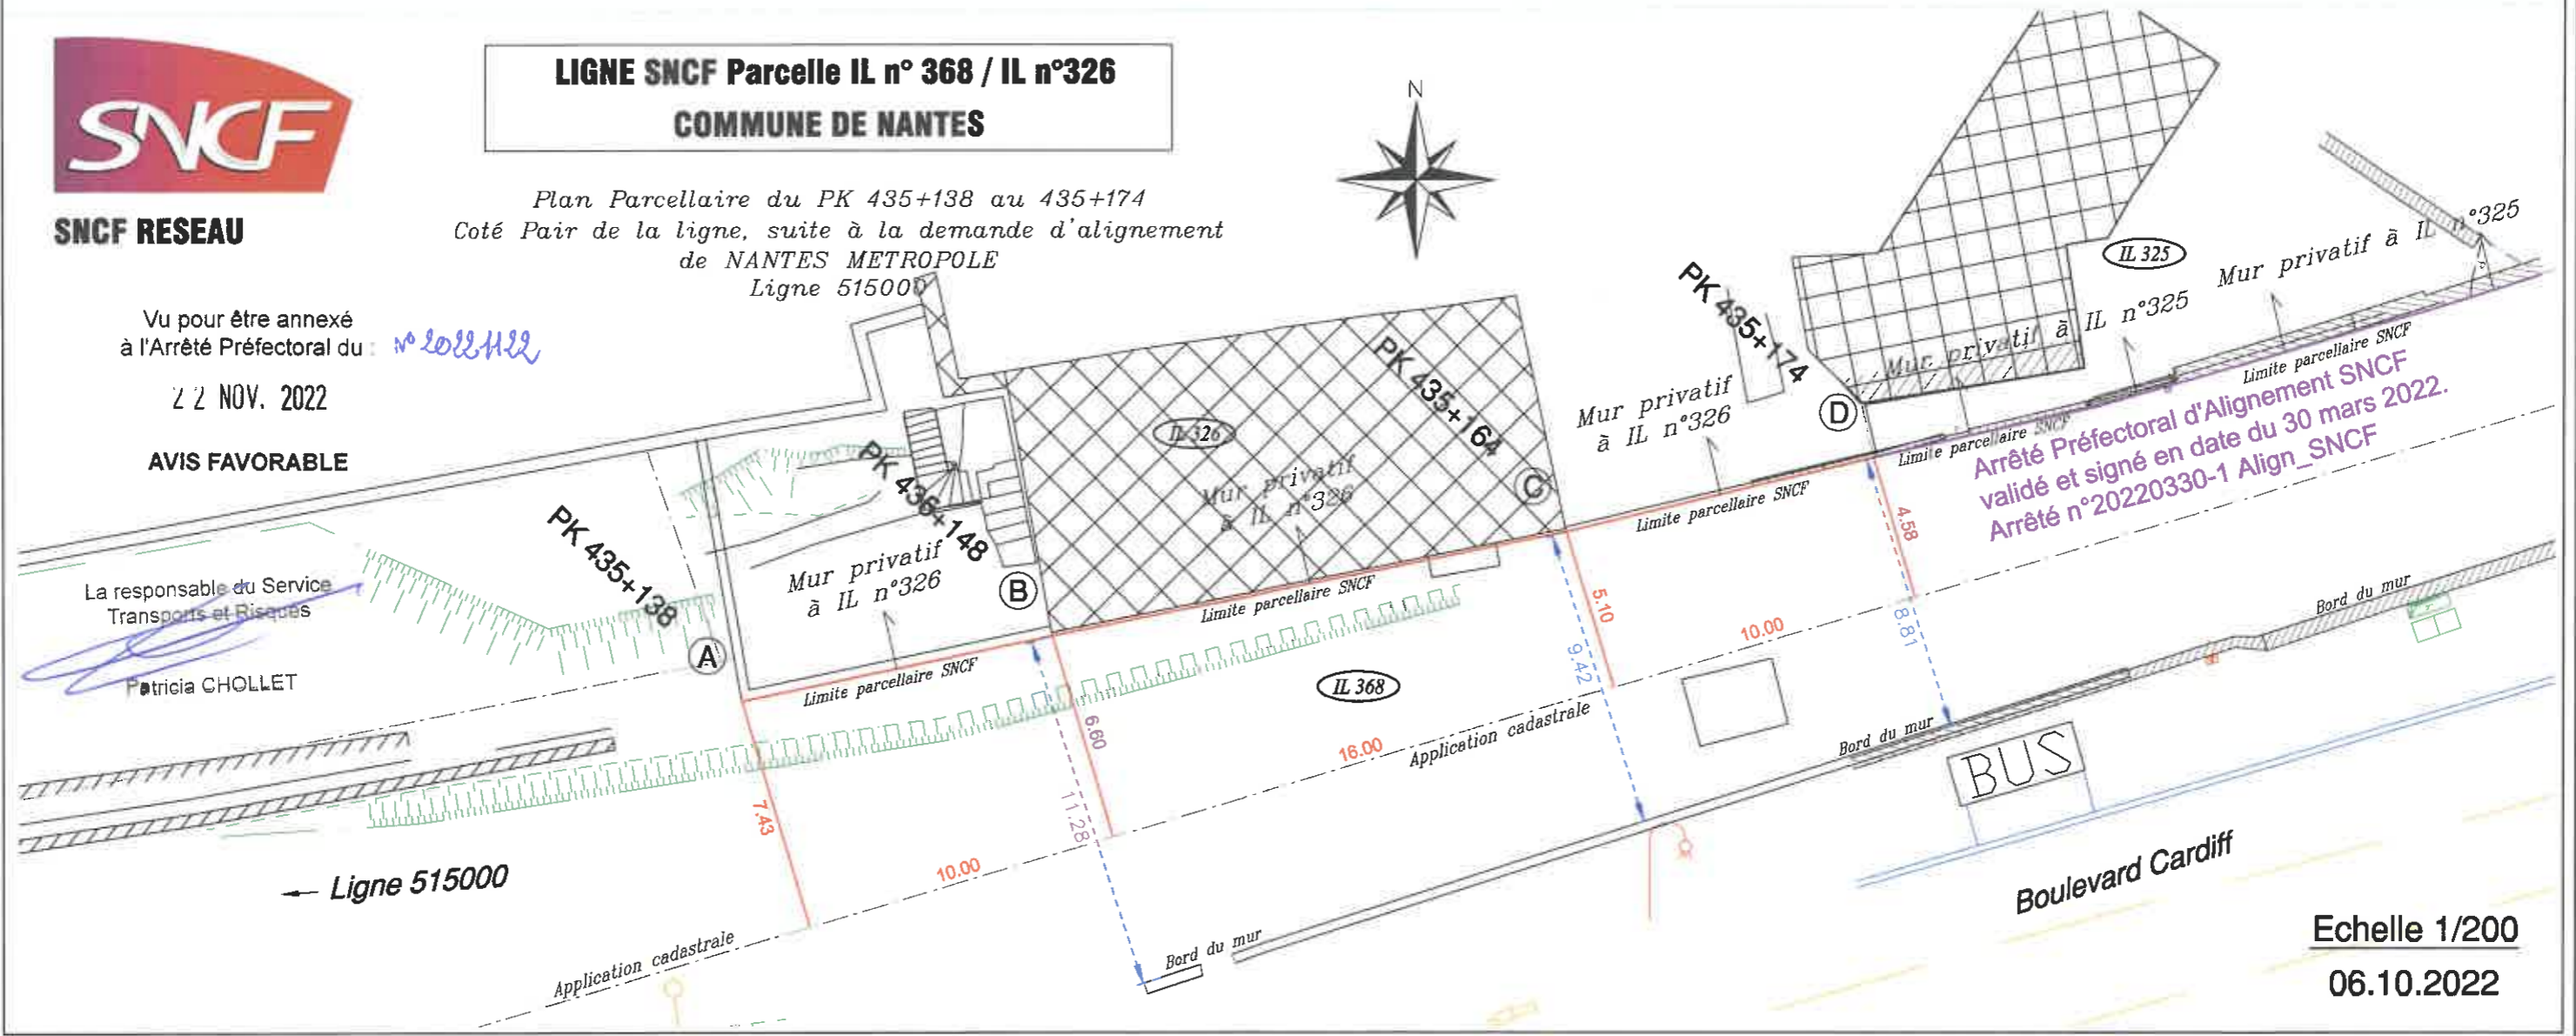 SNCF
SNCF RESEAU
LIGNE SNCF Parcelle IL n° 368 / IL n°326
COMMUNE DE NANTES
Plan Parcellaire du PK 435+138 au 435+174
Coté Pair de la ligne, suite à la demande d'alignement
de NANTES METROPOLE
Ligne 515000
Vu pour être annexé
à l'Arrêté Préfectoral du : N° 20221122
22 NOV. 2022
AVIS FAVORABLE
La responsable du Service
Transports et Risques
Patricia CHOLLET
N
PK 435+138
A
PK 436+148
B
Mur privatif
à IL n°326
Limite parcellaire SNCF
IL 326
Mur privatif
à IL n°326
Limite parcellaire SNCF
PK 435+164
C
Mur privatif
à IL n°326
Limite parcellaire SNCF
PK 435+174
D
Mur privatif à IL n°325
IL 325
Mur privatif à IL n°325
Limite parcellaire SNCF
Limite parcellaire SNCF
Arrêté Préfectoral d'Alignement SNCF
validé et signé en date du 30 mars 2022.
Arrêté n°20220330-1 Align_SNCF
7.43
6.60
11.28
5.10
9.42
4.58
8.81
10.00
16.00
10.00
IL 368
Application cadastrale
Application cadastrale
Bord du mur
Bord du mur
Bord du mur
BUS
Boulevard Cardiff
← Ligne 515000
Echelle 1/200
06.10.2022